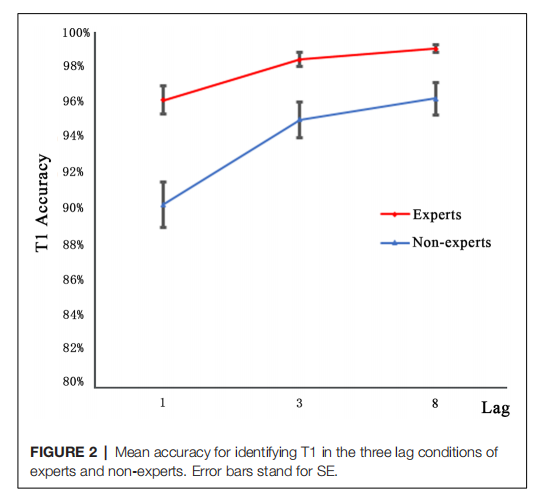 100%
98%
96%
94%
92%
90%
88%
86%
84%
82%
80%
T1 Accuracy
Experts
Non-experts
1 3 8
Lag
FIGURE 2 | Mean accuracy for identifying T1 in the three lag conditions of
experts and non-experts. Error bars stand for SE.